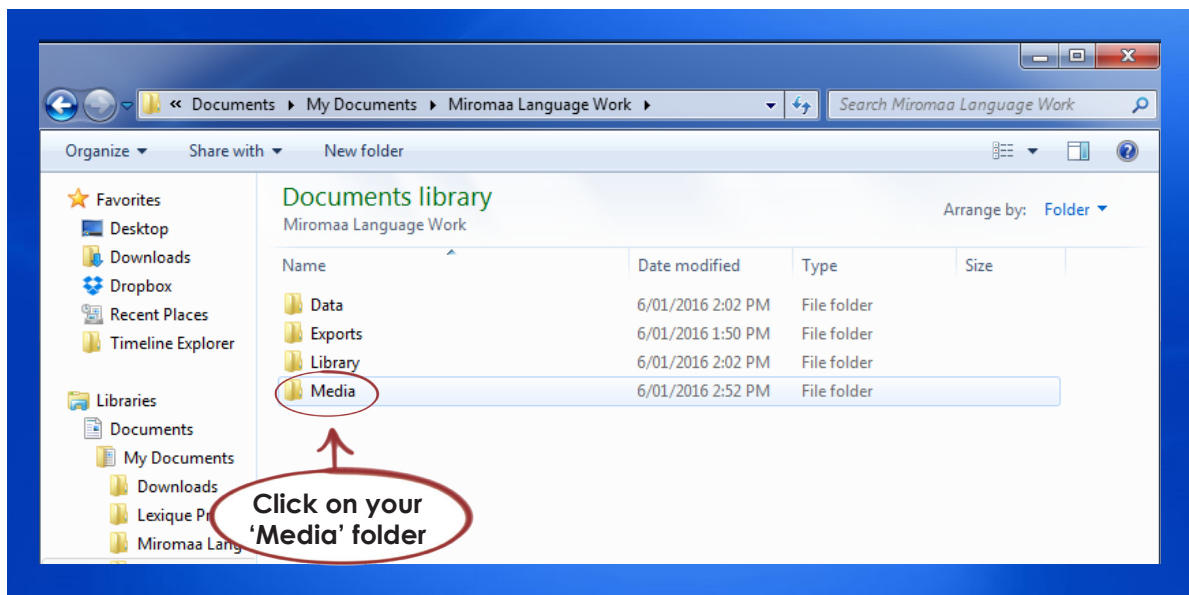 « Documents ▸ My Documents ▸ Miromaa Language Work ▸
Search Miromaa Language Work
Organize ▼ Share with ▼ New folder
Favorites
Desktop
Downloads
Dropbox
Recent Places
Timeline Explorer
Libraries
Documents
My Documents
Downloads
Lexique
Miromaa
Documents library
Miromaa Language Work
Arrange by: Folder ▼
Name Date modified Type Size
Data 6/01/2016 2:02 PM File folder
Exports 6/01/2016 1:50 PM File folder
Library 6/01/2016 2:02 PM File folder
Media 6/01/2016 2:52 PM File folder
Click on your
‘Media’ folder